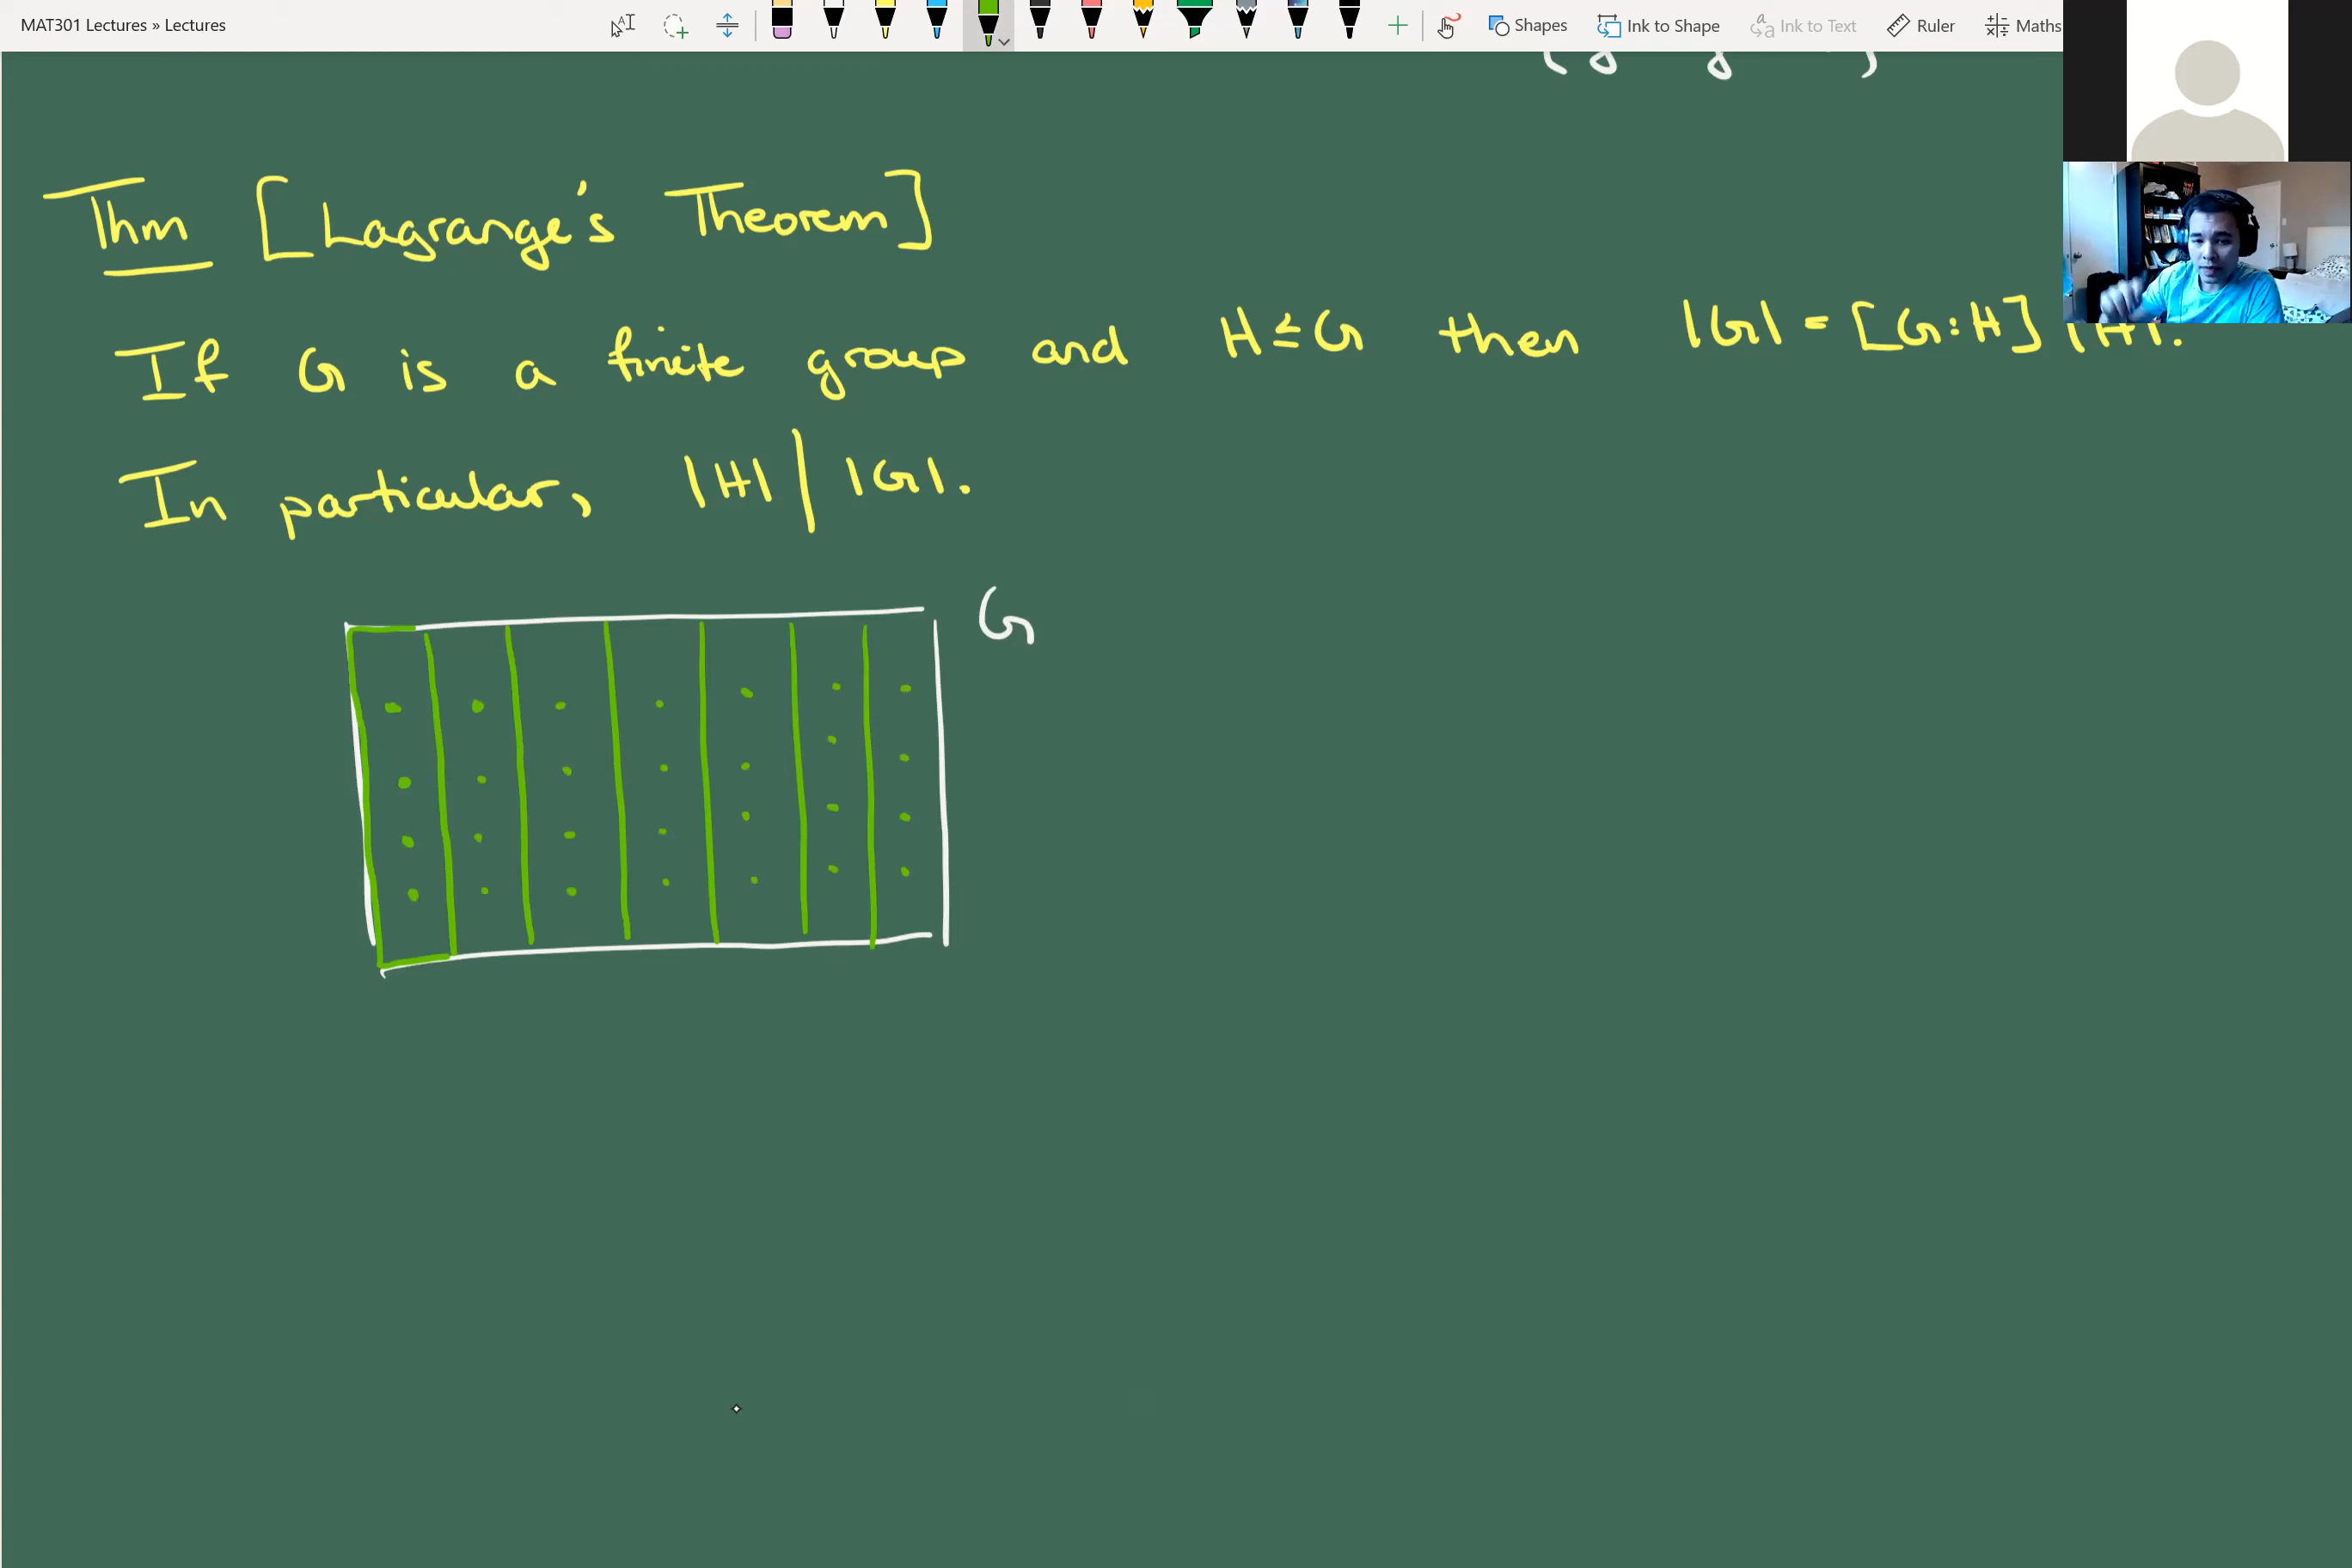 MAT301 Lectures » Lectures
Shapes Ink to Shape Ink to Text Ruler Maths
Thm [Lagrange's Theorem]
If G is a finite group and H ≤ G then |G| = [G:H] |H|.
In particular, |H| | |G|.
G